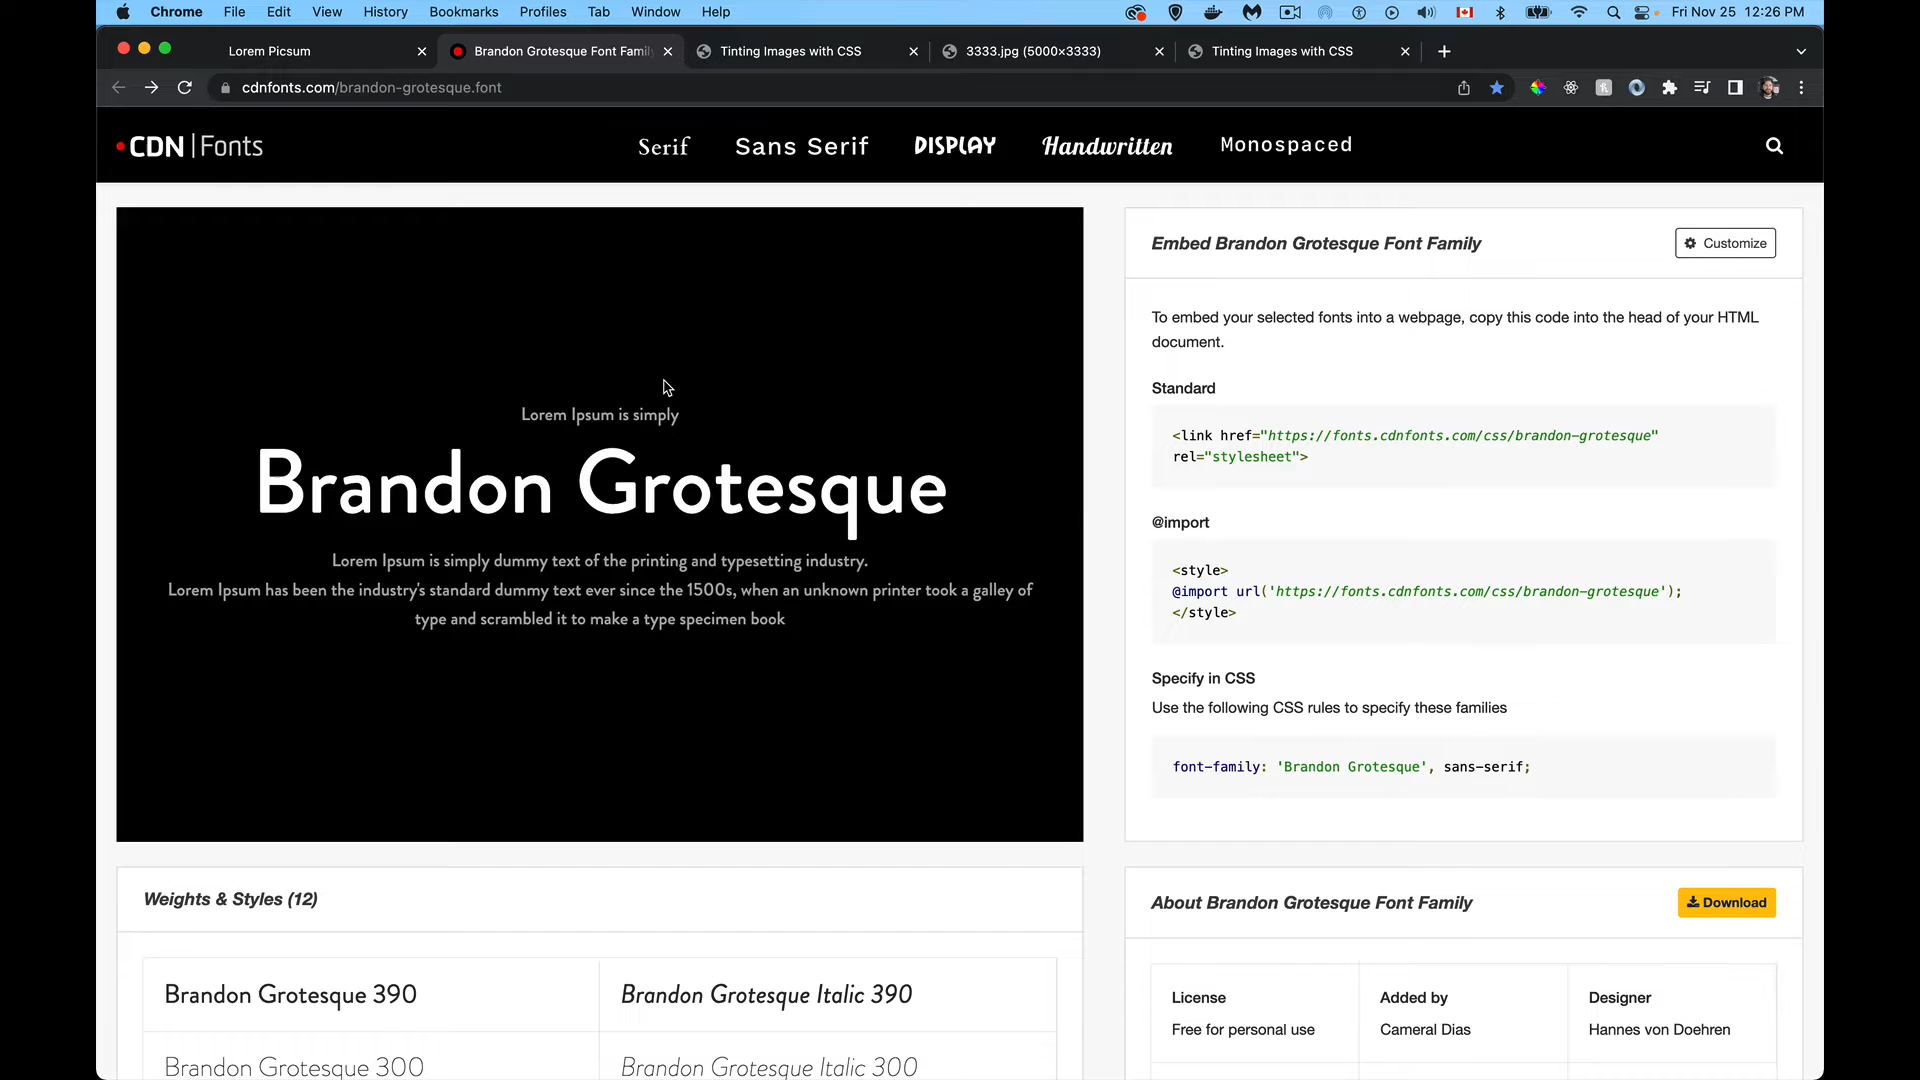 Chrome File Edit View History Bookmarks Profiles Tab Window Help Fri Nov 25 12:26 PM
Lorem Picsum Brandon Grotesque Font Famil Tinting Images with CSS 3333.jpg (5000×3333) Tinting Images with CSS
cdnfonts.com/brandon-grotesque.font
CDN|Fonts Serif Sans Serif DISPLAY Handwritten Monospaced
Lorem Ipsum is simply
Brandon Grotesque
Lorem Ipsum is simply dummy text of the printing and typesetting industry.
Lorem Ipsum has been the industry's standard dummy text ever since the 1500s, when an unknown printer took a galley of
type and scrambled it to make a type specimen book
Embed Brandon Grotesque Font Family Customize
To embed your selected fonts into a webpage, copy this code into the head of your HTML
document.
Standard
<link href="https://fonts.cdnfonts.com/css/brandon-grotesque"
rel="stylesheet">
@import
<style>
@import url('https://fonts.cdnfonts.com/css/brandon-grotesque');
</style>
Specify in CSS
Use the following CSS rules to specify these families
font-family: 'Brandon Grotesque', sans-serif;
Weights & Styles (12)
Brandon Grotesque 390 Brandon Grotesque Italic 390
Brandon Grotesque 300 Brandon Grotesque Italic 300
About Brandon Grotesque Font Family Download
License Added by Designer
Free for personal use Cameral Dias Hannes von Doehren